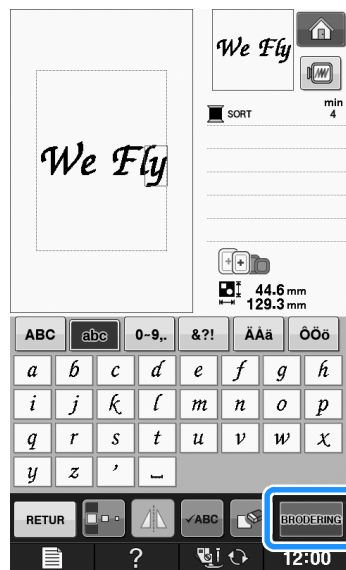 We Fly
We Fly
SORT
min
4
44.6 mm
129.3 mm
ABC abc 0~9,. &?! ÄÅä ÔÖö
a b c d e f g h
i j k l m n o p
q r s t u v w x
y z ’ ⎵
RETUR ✓ABC BRODERING
? 12:00